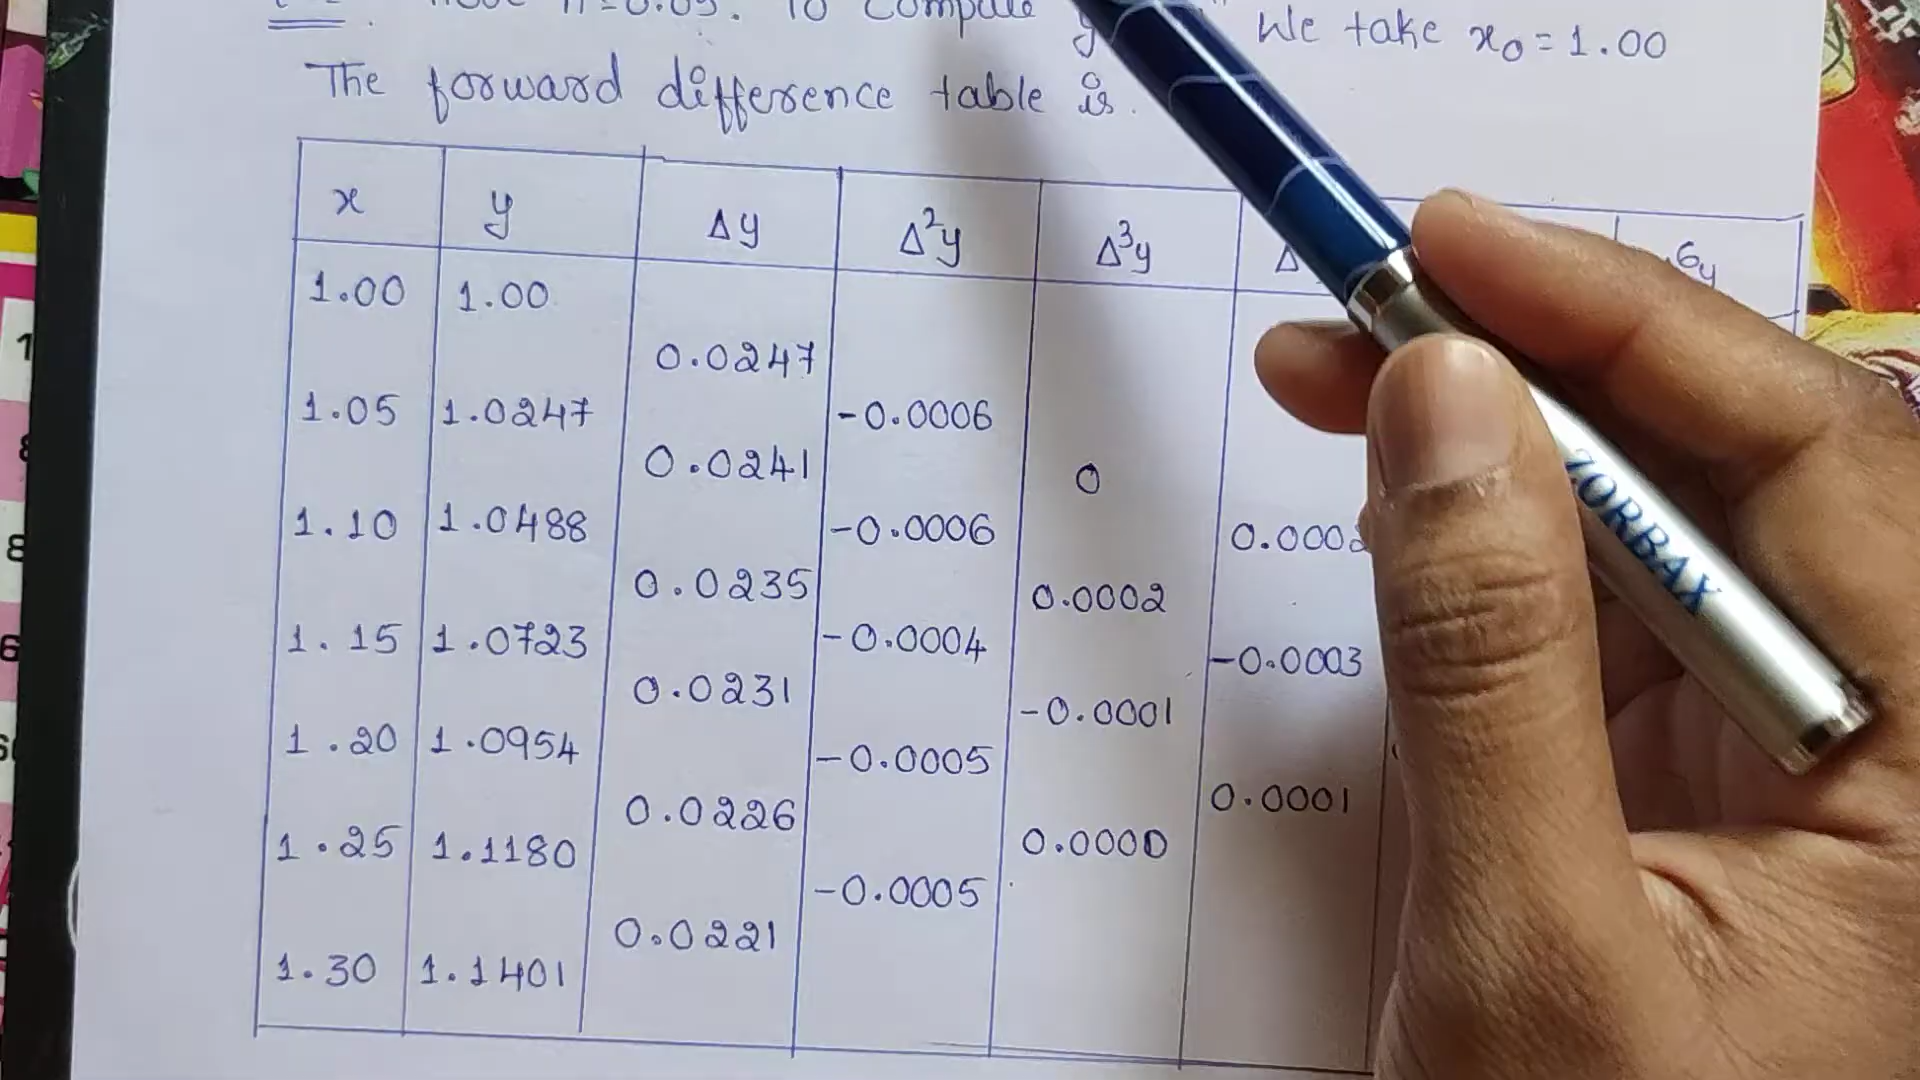 To compute We take x₀ = 1.00
The forward difference table is.
x y Δy Δ²y Δ³y
1.00 1.00
0.0247
1.05 1.0247 -0.0006
0.0241 0
1.10 1.0488 -0.0006
0.0235 0.0002
1.15 1.0723 -0.0004 -0.0003
0.0231 -0.0001
1.20 1.0954 -0.0005 0.0001
0.0226 0.0000
1.25 1.1180 -0.0005
0.0221
1.30 1.1401
ZORBAX